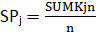 SPj = SUMKjn / n